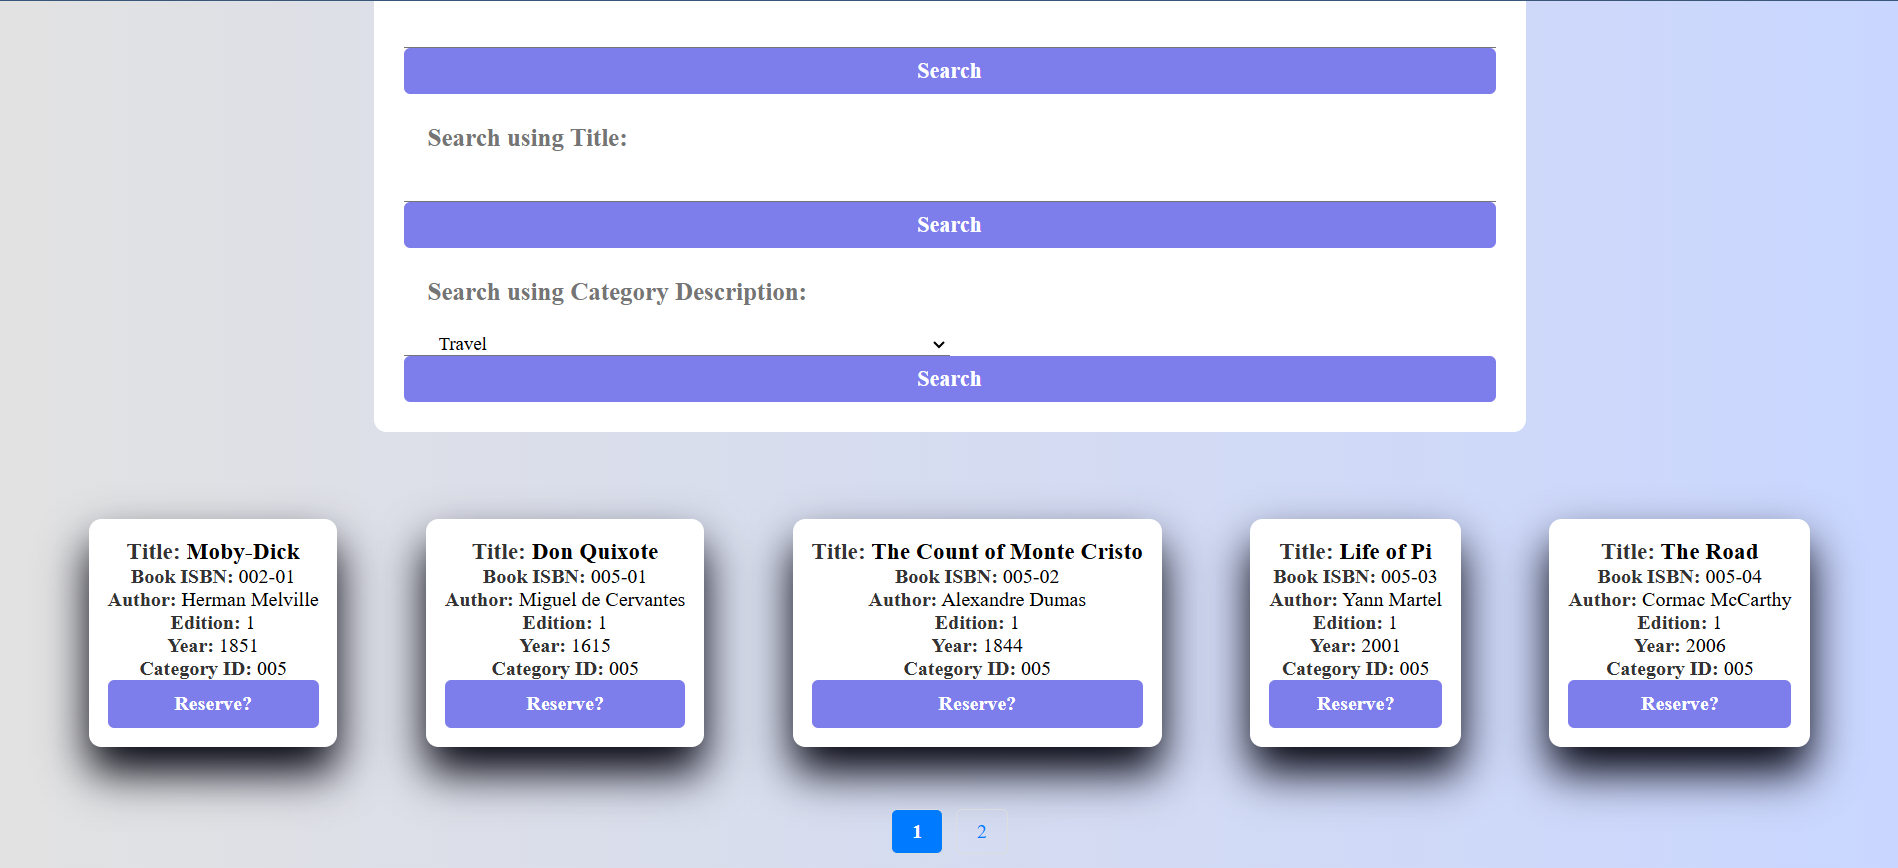 Search
Search using Title:
Search
Search using Category Description:
Travel
Search
Title: Moby-Dick
Book ISBN: 002-01
Author: Herman Melville
Edition: 1
Year: 1851
Category ID: 005
Reserve?
Title: Don Quixote
Book ISBN: 005-01
Author: Miguel de Cervantes
Edition: 1
Year: 1615
Category ID: 005
Reserve?
Title: The Count of Monte Cristo
Book ISBN: 005-02
Author: Alexandre Dumas
Edition: 1
Year: 1844
Category ID: 005
Reserve?
Title: Life of Pi
Book ISBN: 005-03
Author: Yann Martel
Edition: 1
Year: 2001
Category ID: 005
Reserve?
Title: The Road
Book ISBN: 005-04
Author: Cormac McCarthy
Edition: 1
Year: 2006
Category ID: 005
Reserve?
1 2